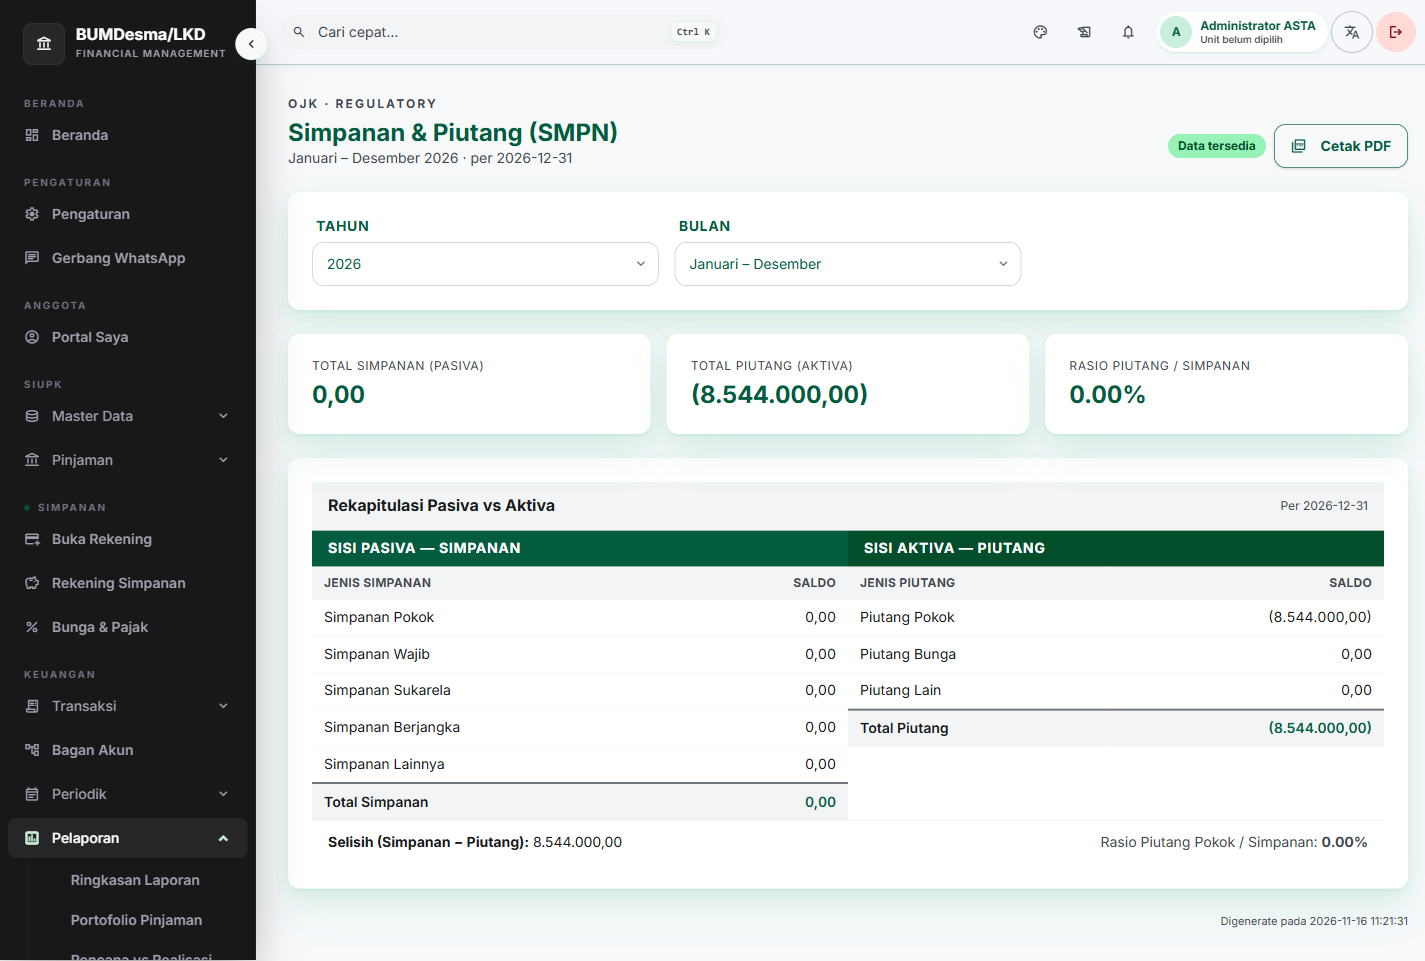 BUMDesma/LKD
FINANCIAL MANAGEMENT
Cari cepat...
Ctrl K
A
Administrator ASTA
Unit belum dipilih
BERANDA
Beranda
PENGATURAN
Pengaturan
Gerbang WhatsApp
ANGGOTA
Portal Saya
SIUPK
Master Data
Pinjaman
SIMPANAN
Buka Rekening
Rekening Simpanan
Bunga & Pajak
KEUANGAN
Transaksi
Bagan Akun
Periodik
Pelaporan
Ringkasan Laporan
Portofolio Pinjaman
Rencana vs Realisasi
OJK · REGULATORY
Simpanan & Piutang (SMPN)
Januari – Desember 2026 · per 2026-12-31
Data tersedia
Cetak PDF
TAHUN
2026
BULAN
Januari – Desember
TOTAL SIMPANAN (PASIVA)
0,00
TOTAL PIUTANG (AKTIVA)
(8.544.000,00)
RASIO PIUTANG / SIMPANAN
0.00%
Rekapitulasi Pasiva vs Aktiva
Per 2026-12-31
SISI PASIVA — SIMPANAN
SISI AKTIVA — PIUTANG
JENIS SIMPANAN SALDO JENIS PIUTANG SALDO
Simpanan Pokok 0,00 Piutang Pokok (8.544.000,00)
Simpanan Wajib 0,00 Piutang Bunga 0,00
Simpanan Sukarela 0,00 Piutang Lain 0,00
Simpanan Berjangka 0,00 Total Piutang (8.544.000,00)
Simpanan Lainnya 0,00
Total Simpanan 0,00
Selisih (Simpanan − Piutang): 8.544.000,00
Rasio Piutang Pokok / Simpanan: 0.00%
Digenerate pada 2026-11-16 11:21:31